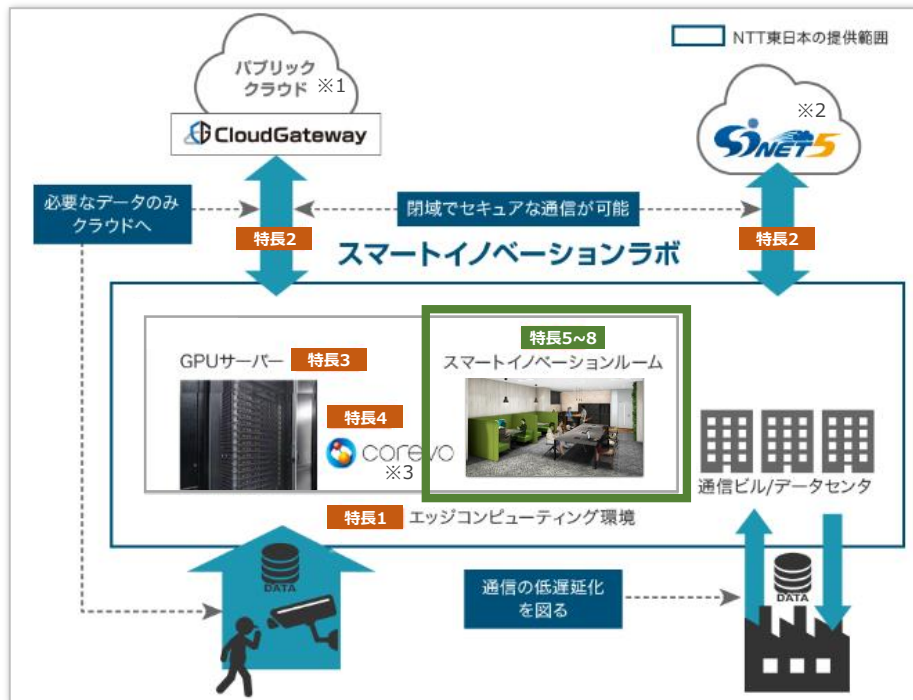 NTT東日本の提供範囲
パブリック
クラウド ※1
CloudGateway
※2
SINET5
必要なデータのみ
クラウドへ
閉域でセキュアな通信が可能
特長2
特長2
スマートイノベーションラボ
特長5~8
GPUサーバー 特長3
スマートイノベーションルーム
特長4
corevo
※3
通信ビル/データセンタ
特長1 エッジコンピューティング環境
DATA
通信の低遅延化
を図る
DATA